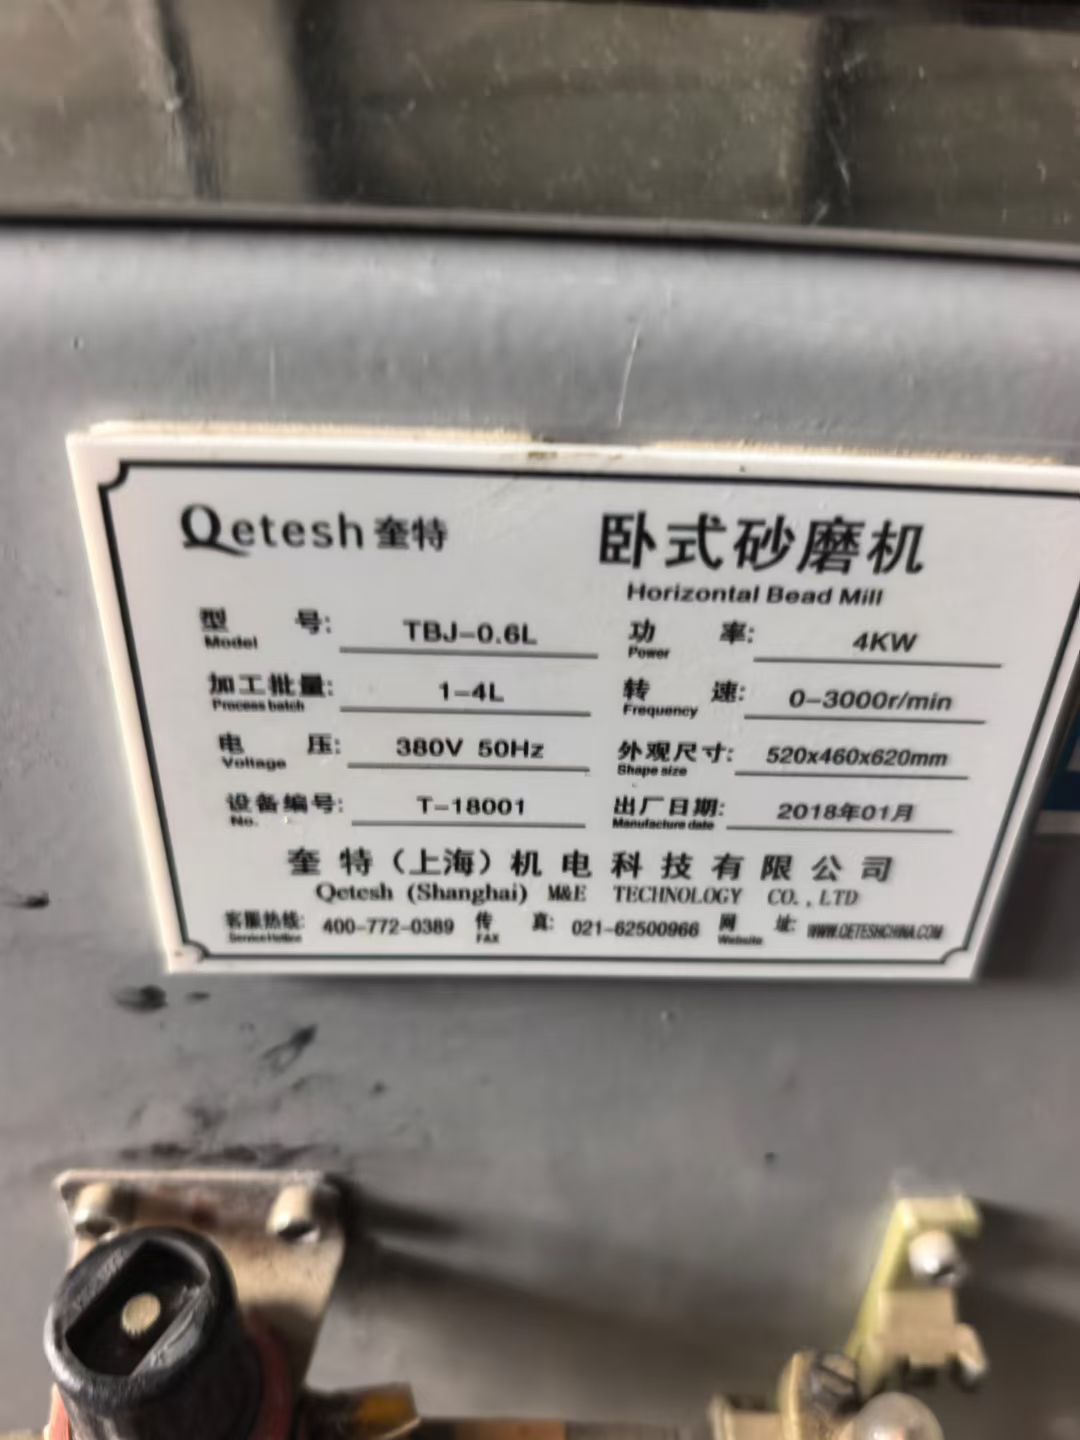 Qetesh 奎特 卧式砂磨机
Horizontal Bead Mill
型 号: TBJ-0.6L 功 率: 4KW
Model Power
加工批量: 1-4L 转 速: 0-3000r/min
Process batch Frequency
电 压: 380V 50Hz 外观尺寸: 520x460x620mm
Voltage Shape size
设备编号: T-18001 出厂日期: 2018年01月
No. Manufacture date
奎特（上海）机电科技有限公司
Qetesh (Shanghai) M&E TECHNOLOGY CO.,LTD
客服热线: 400-772-0389 传 真: 021-62500966 网 址: WWW.QETESHCHINA.COM
Service Hotline FAX Website